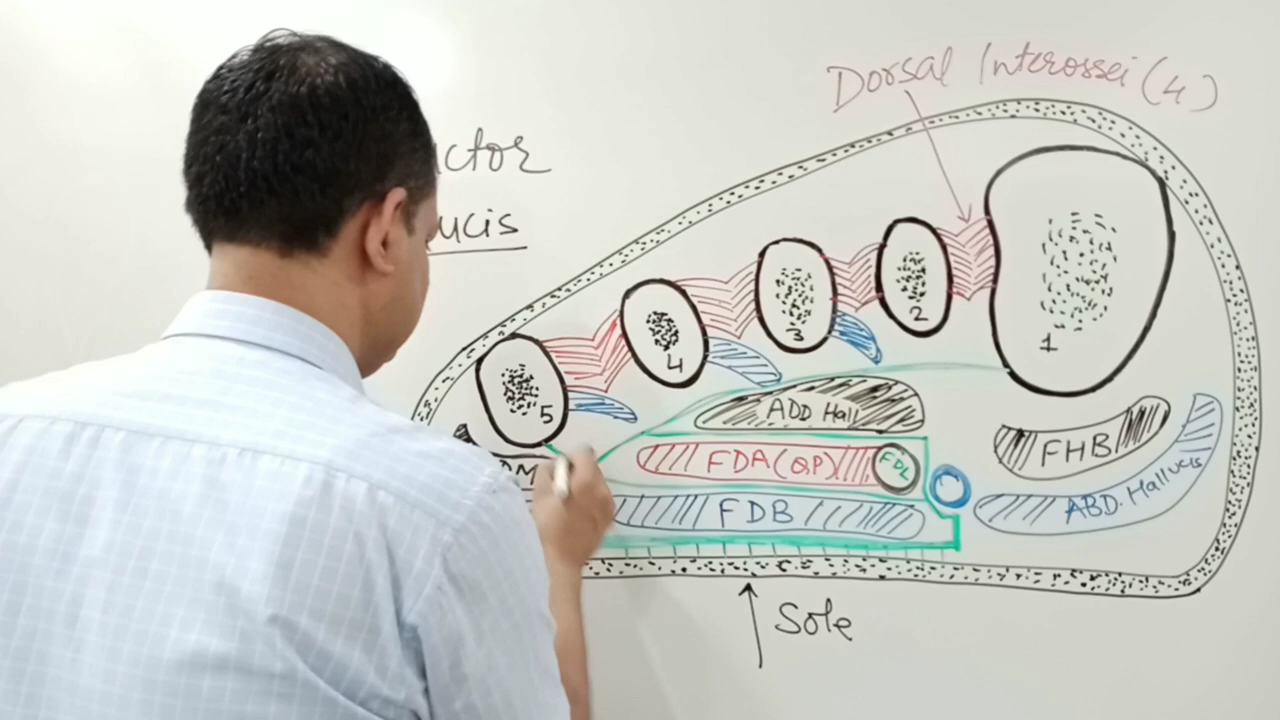 Dorsal Interossei (4)
ctor
ucis
1
2
3
4
5
ADD Hall
FDA (QP)
FDL
FHB
FDB
ABD. Hallucis
DM
Sole